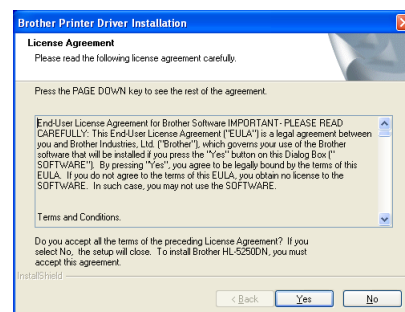 Brother Printer Driver Installation
License Agreement
Please read the following license agreement carefully.
Press the PAGE DOWN key to see the rest of the agreement.
End-User License Agreement for Brother Software IMPORTANT- PLEASE READ
CAREFULLY: This End-User License Agreement ("EULA") is a legal agreement between
you and Brother Industries, Ltd. ("Brother"), which governs your use of the Brother
software that will be installed if you press the "Yes" button on this Dialog Box ("
SOFTWARE"). By pressing "Yes", you agree to be legally bound by the terms of this
EULA. If you do not agree to the terms of this EULA, you obtain no license to the
SOFTWARE. In such case, you may not use the SOFTWARE.
Terms and Conditions.
Do you accept all the terms of the preceding License Agreement? If you
select No, the setup will close. To install Brother HL-5250DN, you must
accept this agreement.
InstallShield
< Back
Yes
No